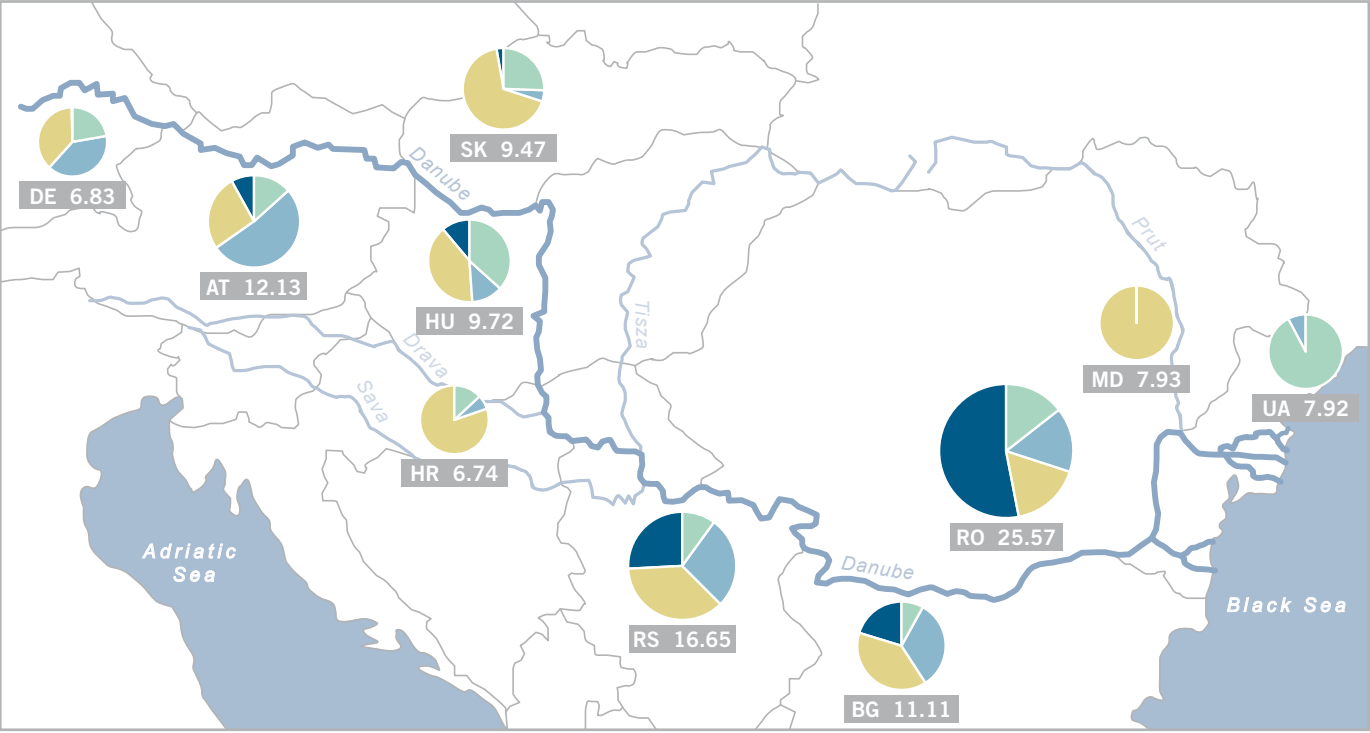 SK 9.47
Danube
DE 6.83
AT 12.13
HU 9.72
Prut
Tisza
Drava
Sava
MD 7.93
UA 7.92
HR 6.74
RO 25.57
Adriatic
Sea
Danube
Black Sea
RS 16.65
BG 11.11